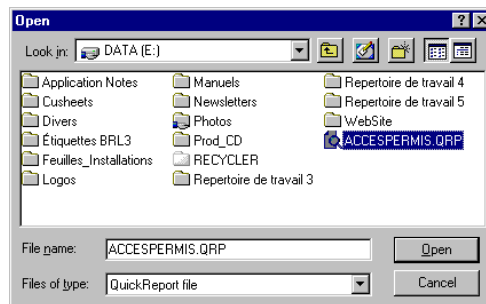 Open
Look in: DATA (E:)
Application Notes Manuels Repertoire de travail 4
Cusheets Newsletters Repertoire de travail 5
Divers Photos WebSite
Étiquettes BRL3 Prod_CD ACCESPERMIS.QRP
Feuilles_Installations RECYCLER
Logos Repertoire de travail 3
File name: ACCESPERMIS.QRP Open
Files of type: QuickReport file Cancel